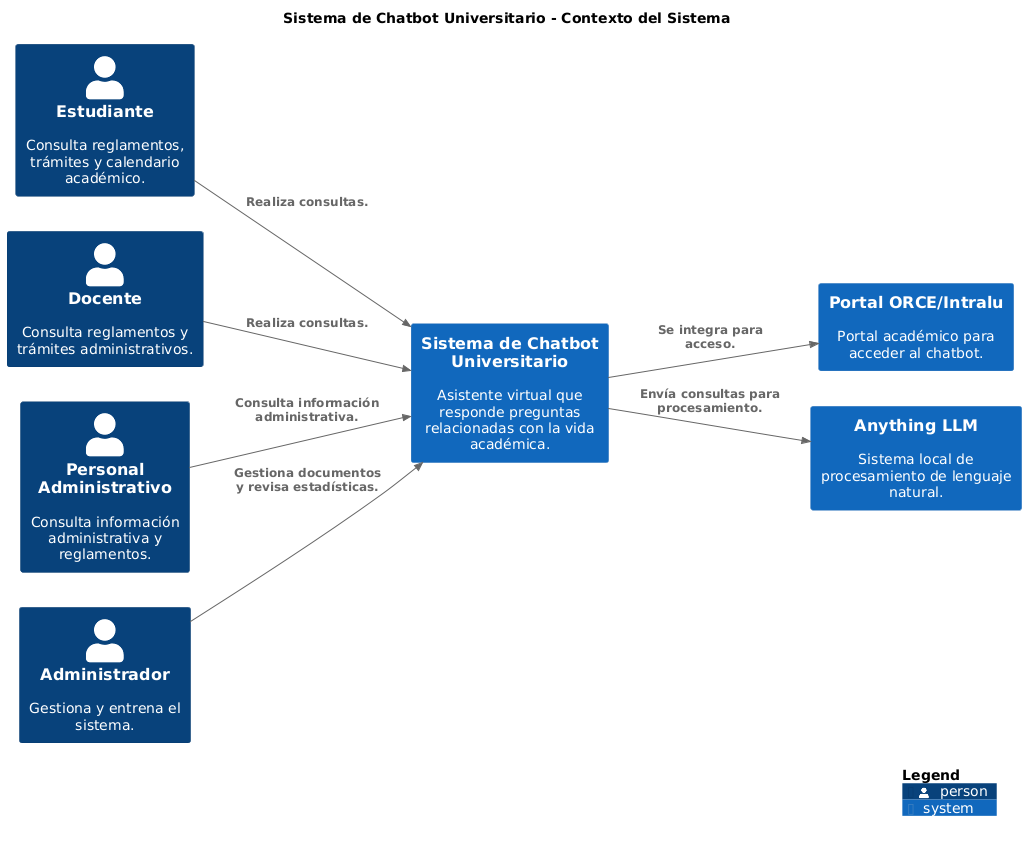 Sistema de Chatbot Universitario - Contexto del Sistema
Estudiante
Consulta reglamentos,
trámites y calendario
académico.
Realiza consultas.
Docente
Consulta reglamentos y
trámites administrativos.
Realiza consultas.
Personal
Administrativo
Consulta información
administrativa y
reglamentos.
Consulta información
administrativa.
Administrador
Gestiona y entrena el
sistema.
Gestiona documentos
y revisa estadísticas.
Sistema de Chatbot
Universitario
Asistente virtual que
responde preguntas
relacionadas con la vida
académica.
Se integra para
acceso.
Envía consultas para
procesamiento.
Portal ORCE/Intralu
Portal académico para
acceder al chatbot.
Anything LLM
Sistema local de
procesamiento de lenguaje
natural.
Legend
person
system